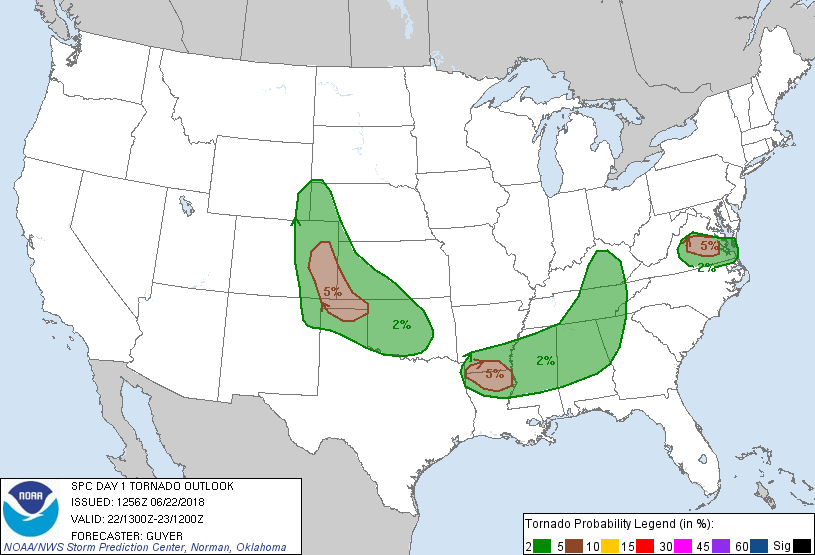 5%
2%
5%
2%
2%
5%
NOAA
SPC DAY 1 TORNADO OUTLOOK
ISSUED: 1256Z 06/22/2018
VALID: 22/1300Z-23/1200Z
FORECASTER: GUYER
NOAA/NWS Storm Prediction Center, Norman, Oklahoma
Tornado Probability Legend (in %):
2 5 10 15 30 45 60 Sig